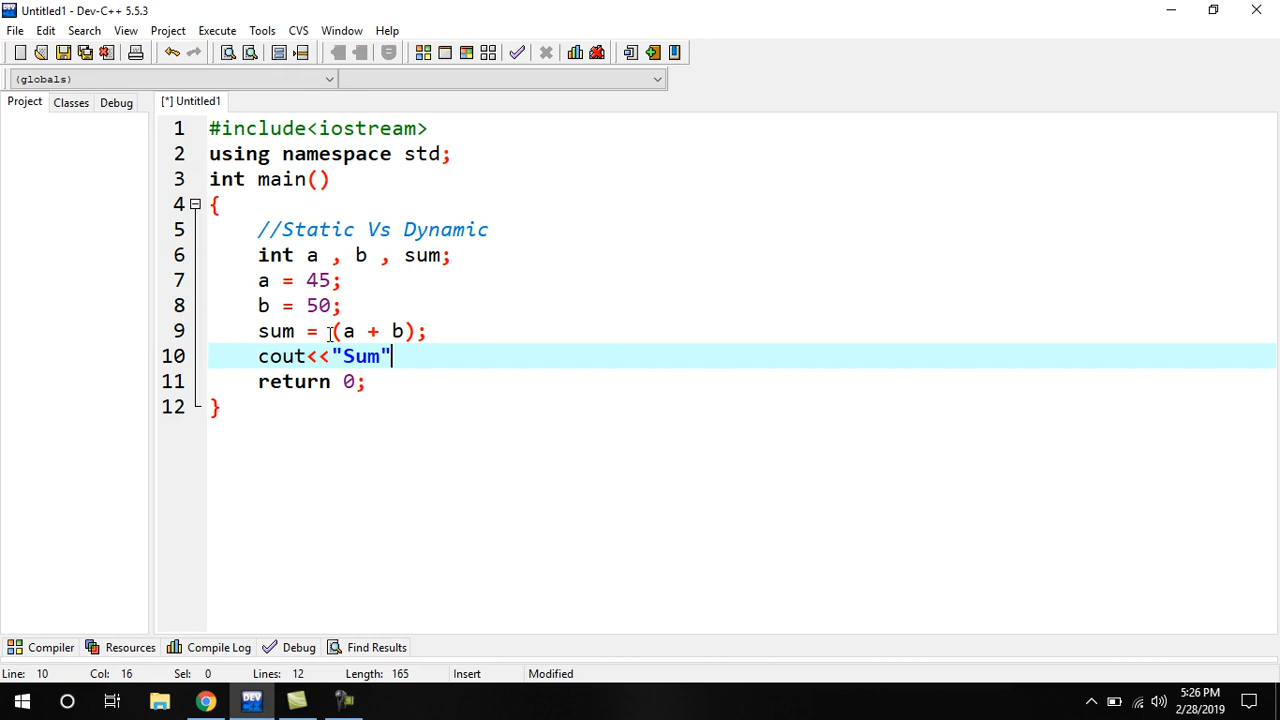 Untitled1 - Dev-C++ 5.5.3
File Edit Search View Project Execute Tools CVS Window Help
(globals)
Project Classes Debug [*] Untitled1
1 #include<iostream>
2 using namespace std;
3 int main()
4 {
5 //Static Vs Dynamic
6 int a , b , sum;
7 a = 45;
8 b = 50;
9 sum = (a + b);
10 cout<<"Sum"
11 return 0;
12 }
Compiler Resources Compile Log Debug Find Results
Line: 10 Col: 16 Sel: 0 Lines: 12 Length: 165 Insert Modified
DEV
5:26 PM
2/28/2019